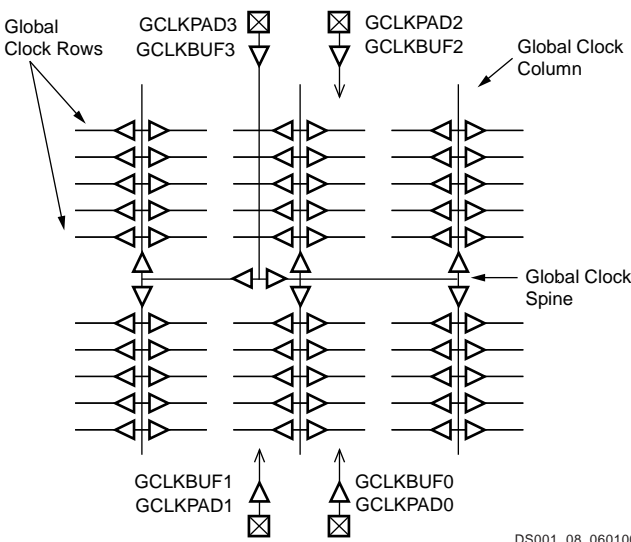 Global
Clock Rows
GCLKPAD3
GCLKBUF3
GCLKPAD2
GCLKBUF2
Global Clock
Column
Global Clock
Spine
GCLKBUF1
GCLKPAD1
GCLKBUF0
GCLKPAD0